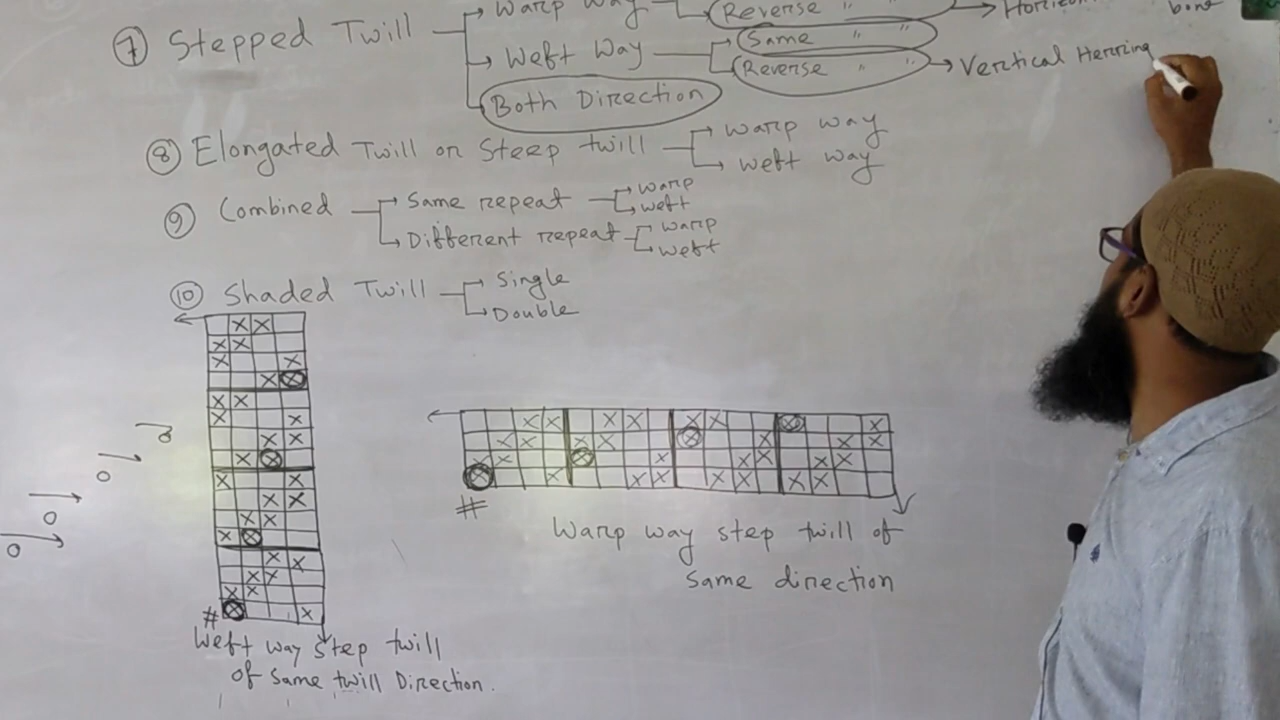 Warp Way
Reverse " "
bone
⑦ Stepped Twill
Same " "
Weft Way
Reverse " "
Vertical Herring
Both Direction
⑧ Elongated Twill or Steep twill
Warp way
Weft way
⑨ Combined
Same repeat
Warp
Weft
Different repeat
Warp
Weft
⑩ Shaded Twill
Single
Double
#
Weft way step twill
of same twill Direction.
#
Warp way step twill of
same direction